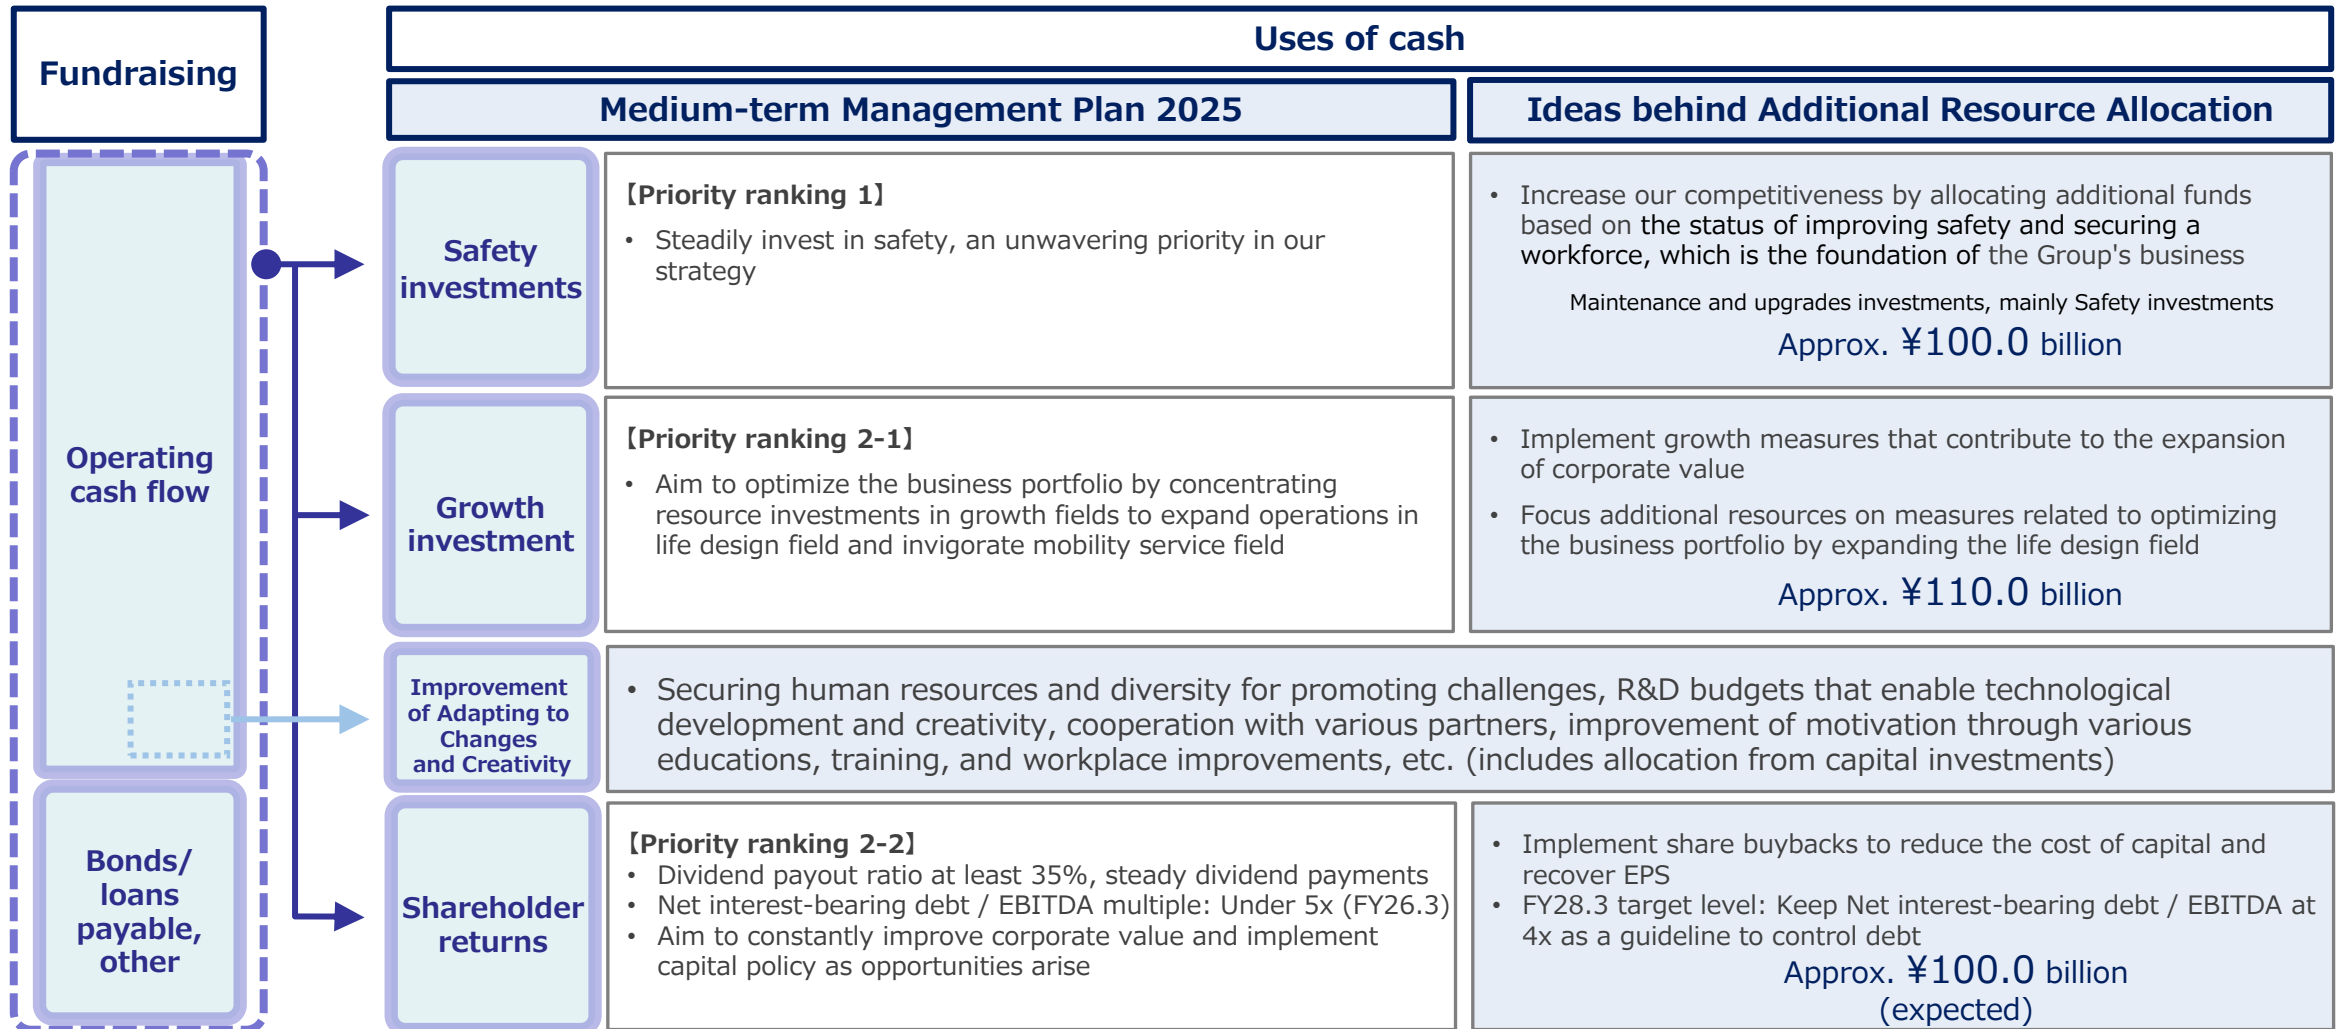 Fundraising
Uses of cash
Medium-term Management Plan 2025
Ideas behind Additional Resource Allocation
Operating
cash flow
Bonds/
loans
payable,
other
Safety
investments
【Priority ranking 1】
• Steadily invest in safety, an unwavering priority in our
strategy
• Increase our competitiveness by allocating additional funds
based on the status of improving safety and securing a
workforce, which is the foundation of the Group's business
Maintenance and upgrades investments, mainly Safety investments
Approx. ¥100.0 billion
Growth
investment
【Priority ranking 2-1】
• Aim to optimize the business portfolio by concentrating
resource investments in growth fields to expand operations in
life design field and invigorate mobility service field
• Implement growth measures that contribute to the expansion
of corporate value
• Focus additional resources on measures related to optimizing
the business portfolio by expanding the life design field
Approx. ¥110.0 billion
Improvement
of Adapting to
Changes
and Creativity
• Securing human resources and diversity for promoting challenges, R&D budgets that enable technological
development and creativity, cooperation with various partners, improvement of motivation through various
educations, training, and workplace improvements, etc. (includes allocation from capital investments)
Shareholder
returns
【Priority ranking 2-2】
• Dividend payout ratio at least 35%, steady dividend payments
• Net interest-bearing debt / EBITDA multiple: Under 5x (FY26.3)
• Aim to constantly improve corporate value and implement
capital policy as opportunities arise
• Implement share buybacks to reduce the cost of capital and
recover EPS
• FY28.3 target level: Keep Net interest-bearing debt / EBITDA at
4x as a guideline to control debt
Approx. ¥100.0 billion
(expected)